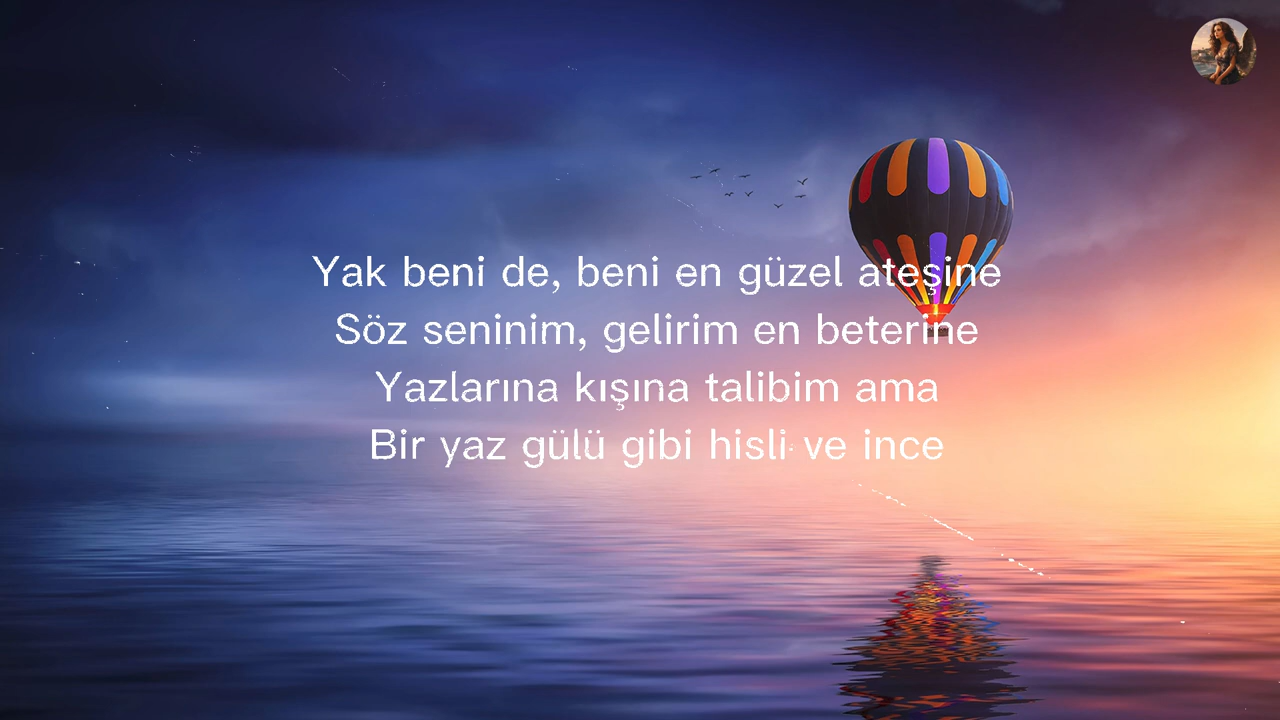 Yak beni de, beni en güzel ateşine
Söz seninim, gelirim en beterine
Yazlarına kışına talibim ama
Bir yaz gülü gibi hisli ve ince